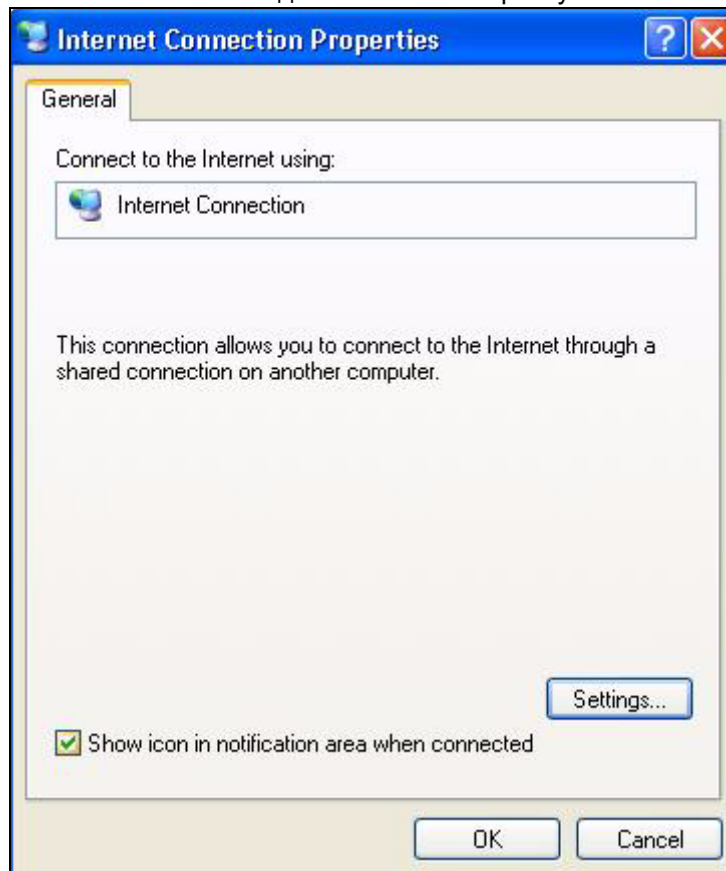 Internet Connection Properties
General
Connect to the Internet using:
Internet Connection
This connection allows you to connect to the Internet through a
shared connection on another computer.
Settings...
Show icon in notification area when connected
OK
Cancel